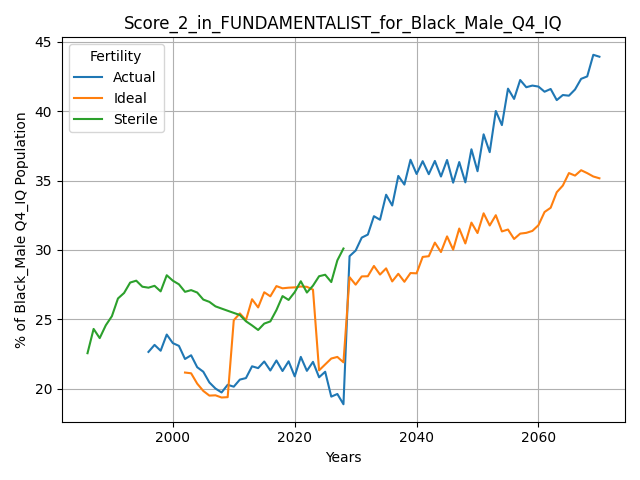 Score_2_in_FUNDAMENTALIST_for_Black_Male_Q4_IQ
Fertility
Actual
Ideal
Sterile
% of Black_Male Q4_IQ Population
45
40
35
30
25
20
2000
2020
2040
2060
Years